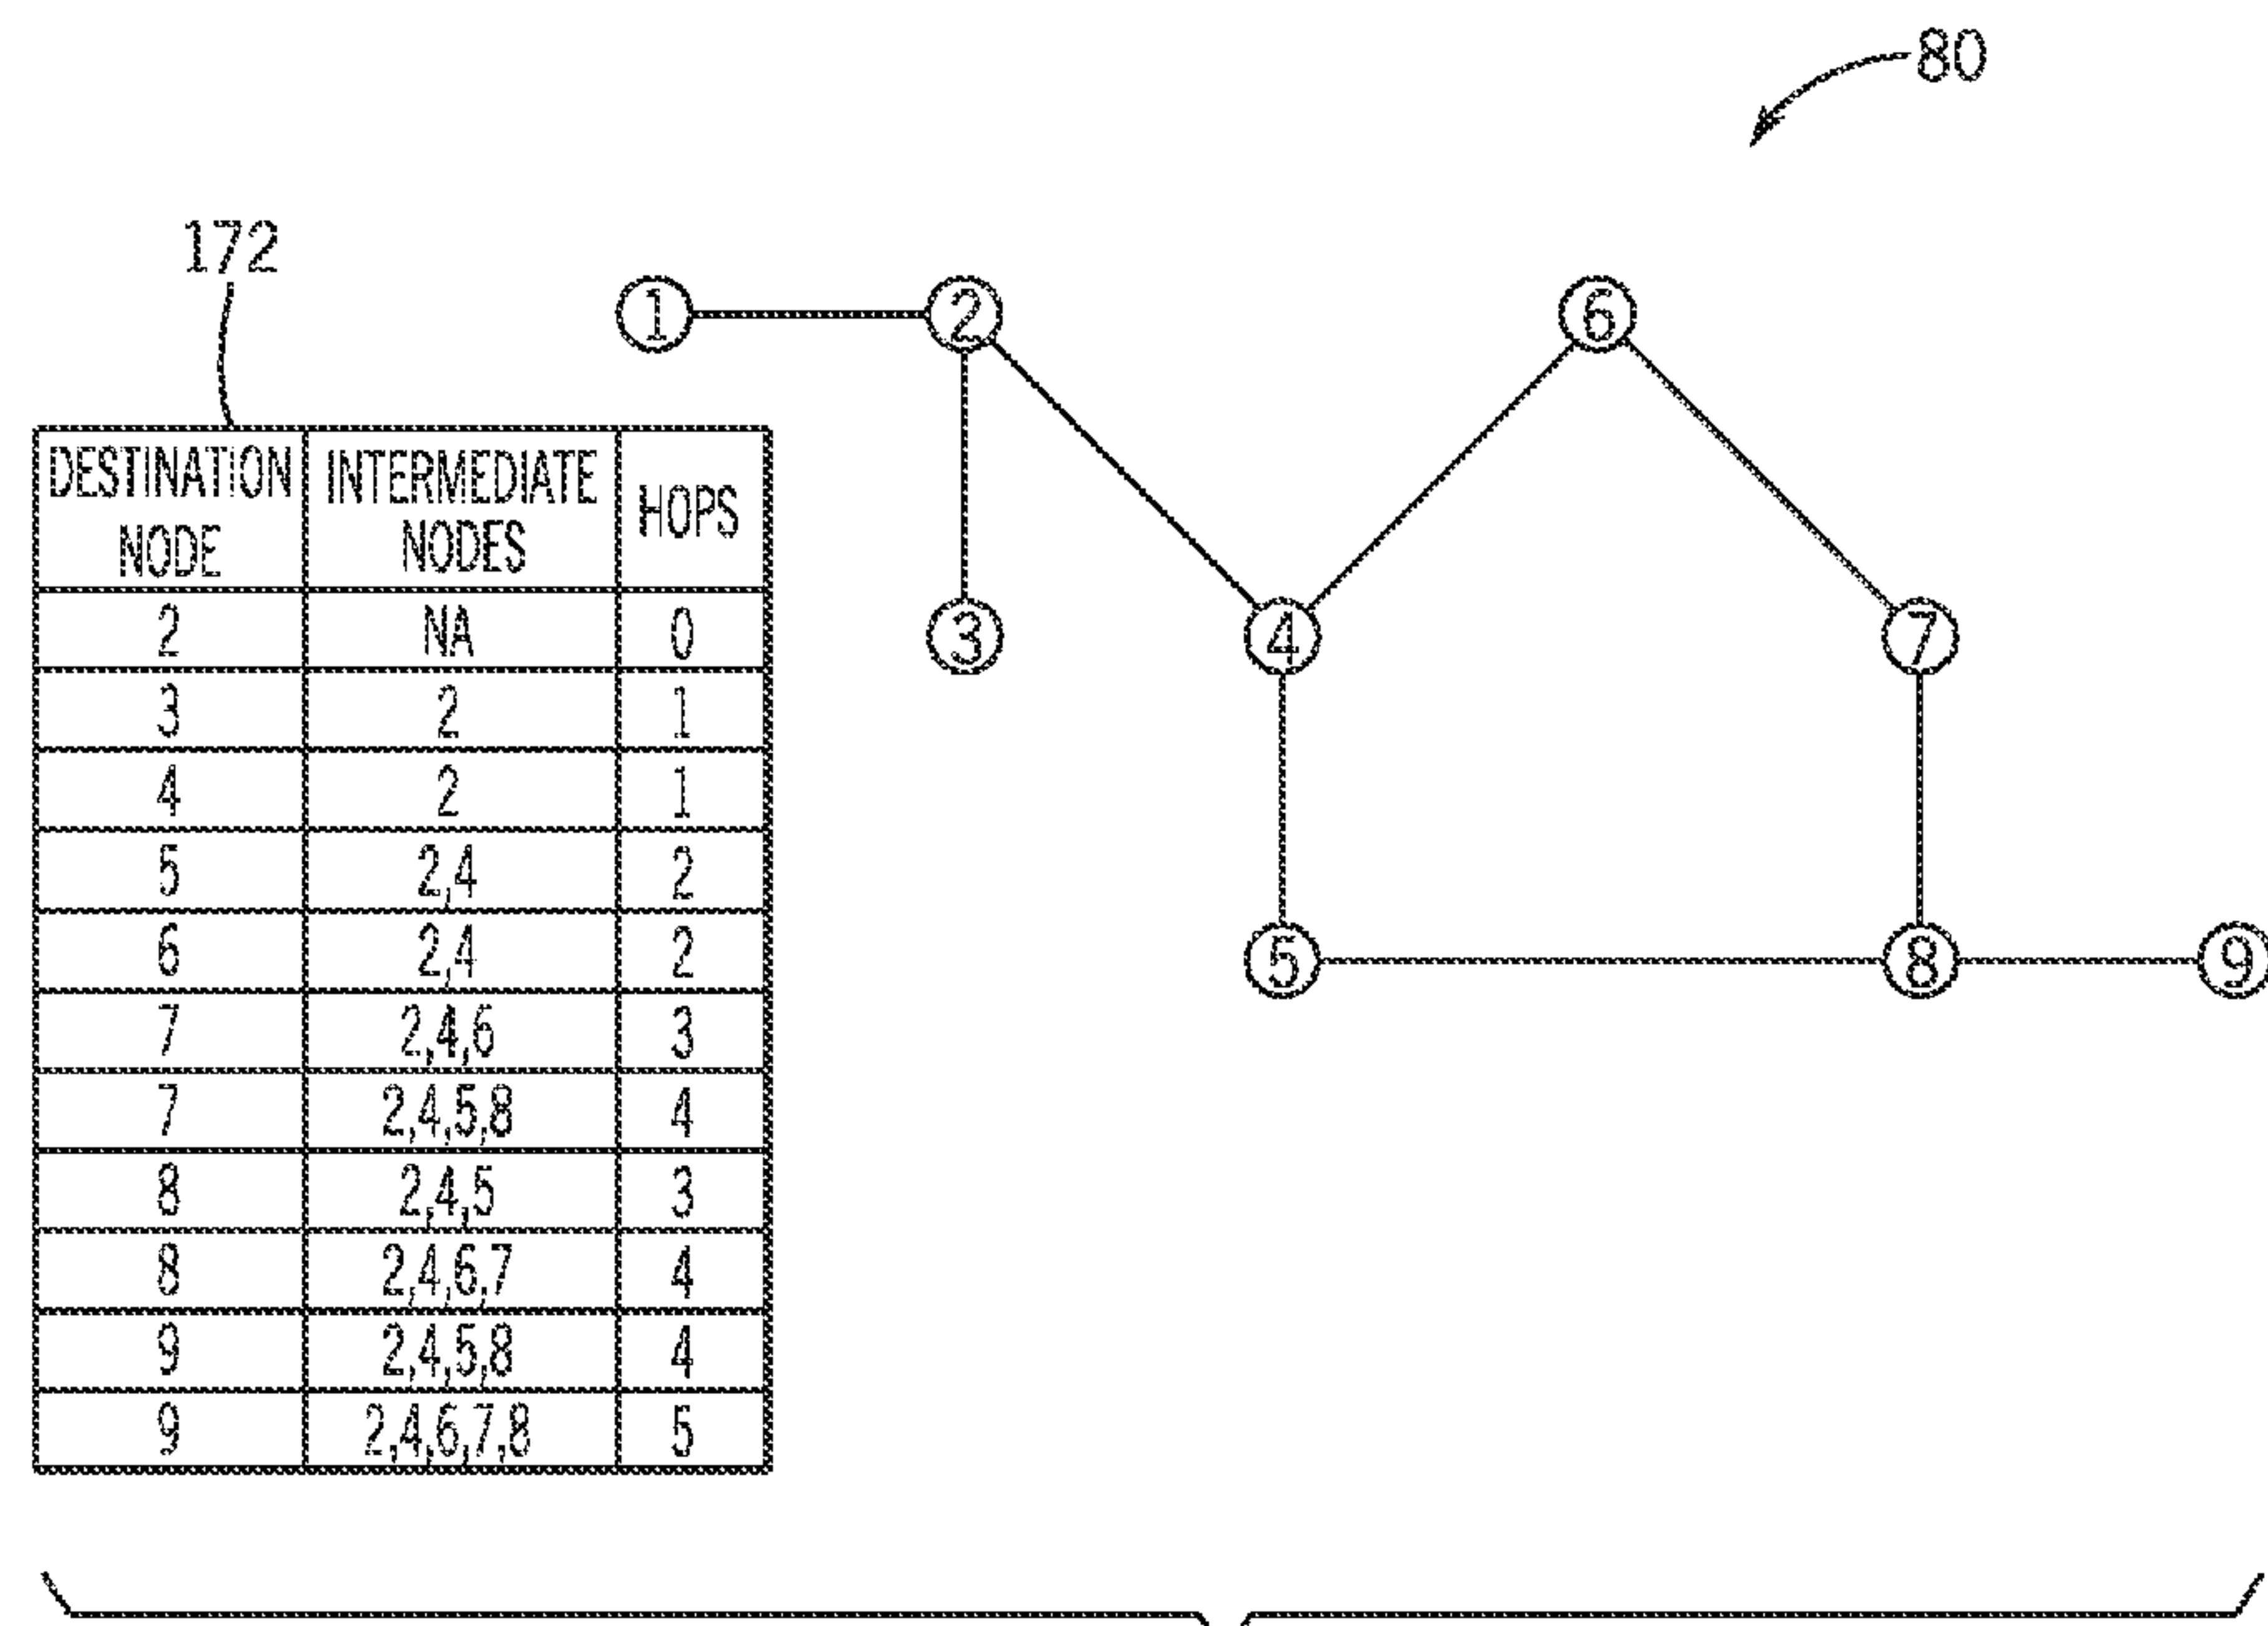 80
172
1 2 6
3 4 7
5 8 9
DESTINATION NODE INTERMEDIATE NODES HOPS
2 NA 0
3 2 1
4 2 1
5 2,4 2
6 2,4 2
7 2,4,6 3
7 2,4,5,8 4
8 2,4,5 3
8 2,4,6,7 4
9 2,4,5,8 4
9 2,4,6,7,8 5